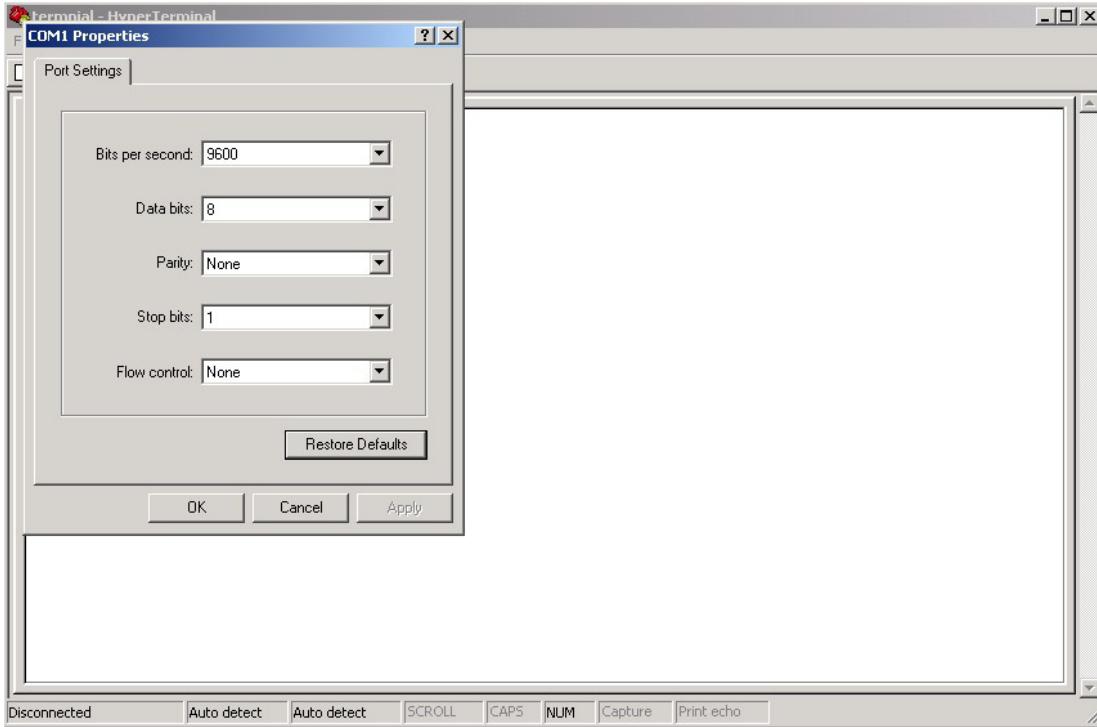 termpial - HyperTerminal
COM1 Properties
F
Port Settings
Bits per second: 9600
Data bits: 8
Parity: None
Stop bits: 1
Flow control: None
Restore Defaults
OK Cancel Apply
Disconnected Auto detect Auto detect SCROLL CAPS NUM Capture Print echo